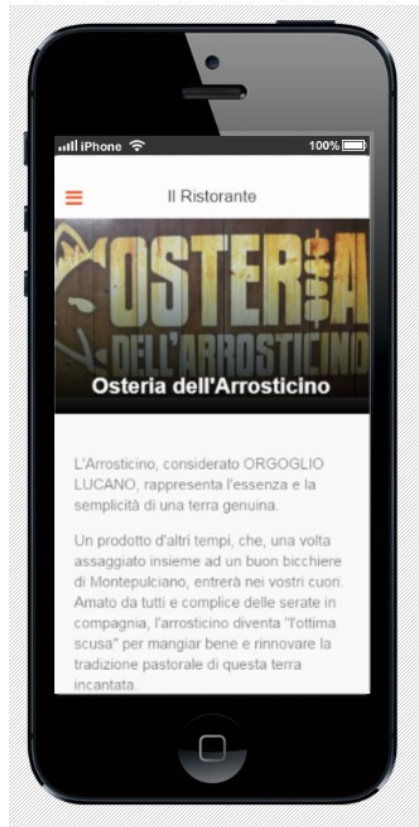 iPhone 100%
Il Ristorante
OSTERIA
DELL'ARROSTICINO
Osteria dell'Arrosticino
L'Arrosticino, considerato ORGOGLIO
LUCANO, rappresenta l'essenza e la
semplicità di una terra genuina.
Un prodotto d'altri tempi, che, una volta
assaggiato insieme ad un buon bicchiere
di Montepulciano, entrerà nei vostri cuori.
Amato da tutti e complice delle serate in
compagnia, l'arrosticino diventa "l'ottima
scusa" per mangiar bene e rinnovare la
tradizione pastorale di questa terra
incantata.